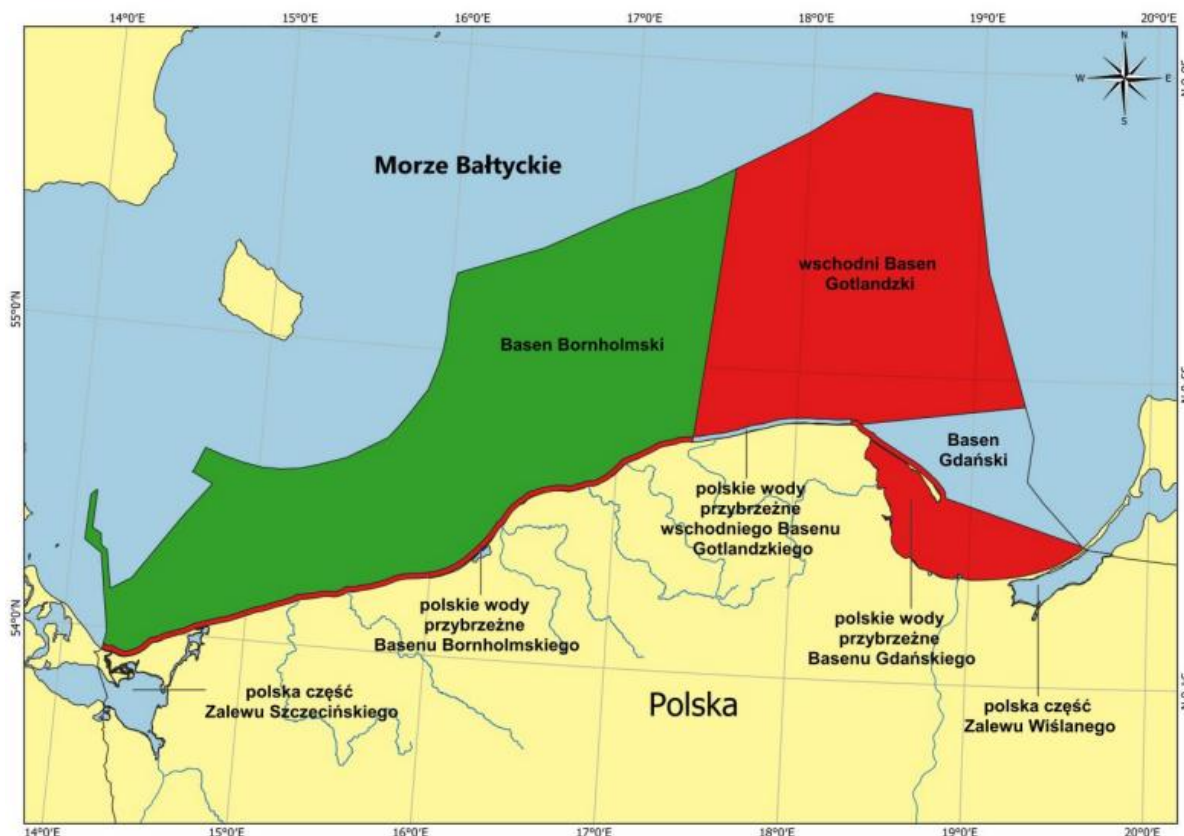 14°0'E
15°0'E
16°0'E
17°0'E
18°0'E
19°0'E
20°0'E
N
W
E
S
Morze Bałtyckie
wschodni Basen
Gotlandzki
55°0'N
Basen Bornholmski
Basen
Gdański
polskie wody
przybrzeżne
wschodniego Basenu
Gotlandzkiego
54°0'N
polskie wody
przybrzeżne
Basenu Bornholmskiego
polskie wody
przybrzeżne
Basenu Gdańskiego
polska część
Zalewu Szczecińskiego
Polska
polska część
Zalewu Wiślanego
14°0'E
15°0'E
16°0'E
17°0'E
18°0'E
19°0'E
20°0'E